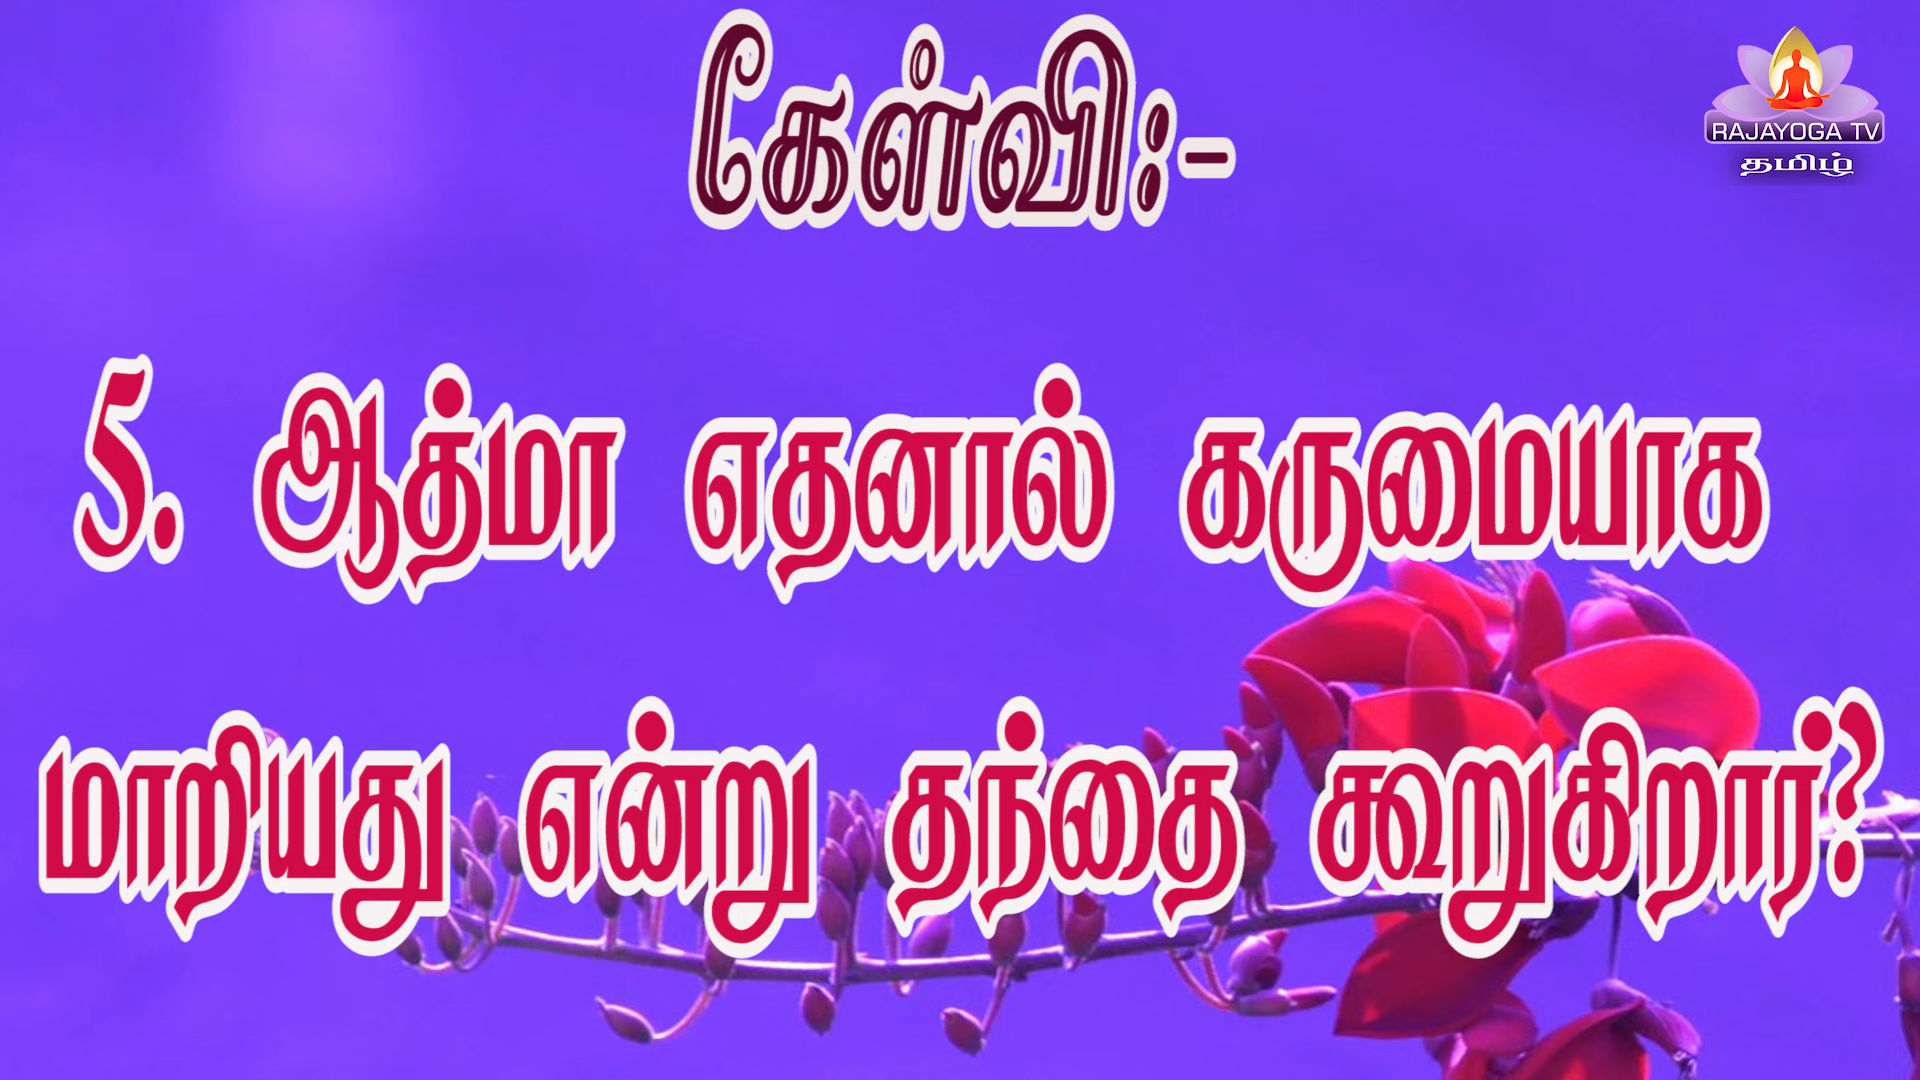 கேள்வி:-
RAJAYOGA TV
தமிழ்
5. ஆத்மா எதனால் கருமையாக
மாறியது என்று தந்தை கூறுகிறார்?